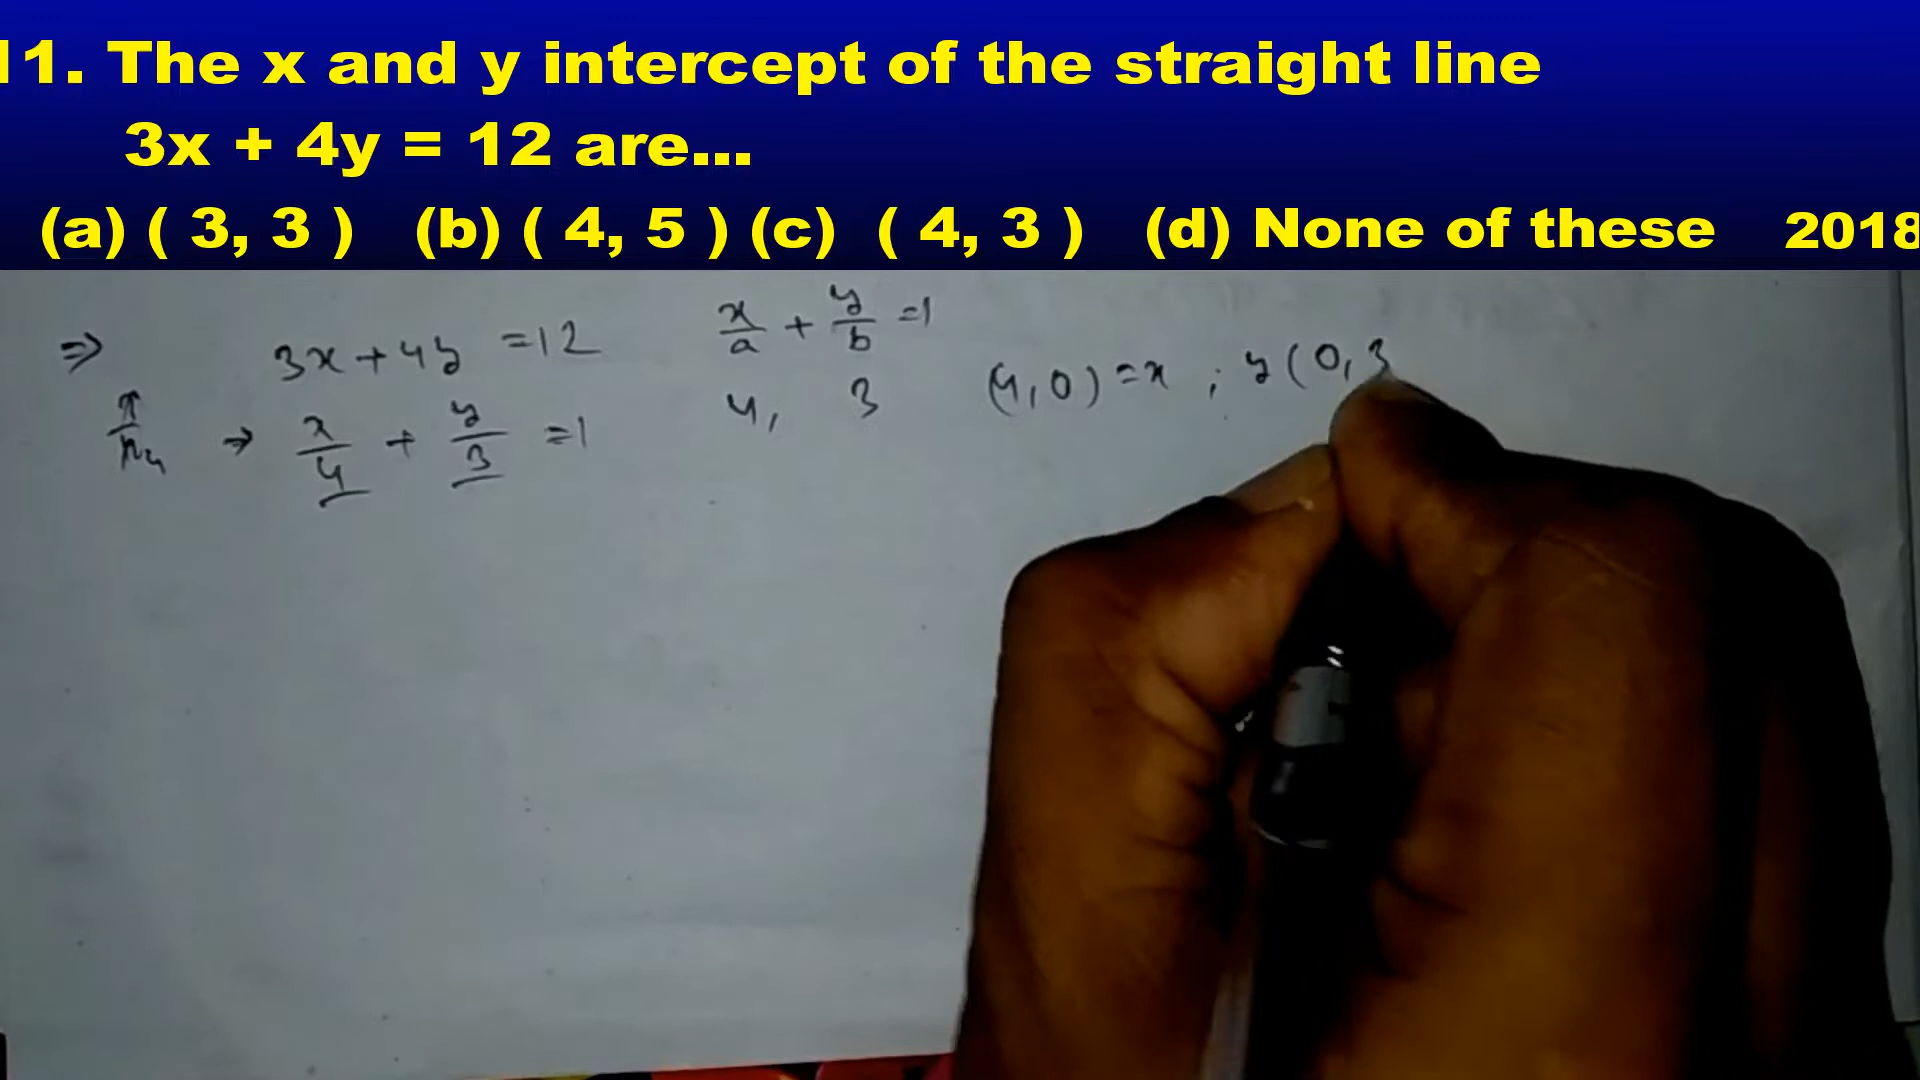 11. The x and y intercept of the straight line
3x + 4y = 12 are...
(a) ( 3, 3 ) (b) ( 4, 5 ) (c) ( 4, 3 ) (d) None of these 2018
⇒ 3x + 4y = 12
x/a + y/b = 1
→ x/4 + y/3 = 1
4, 3
(4, 0) = x ; y (0, 3